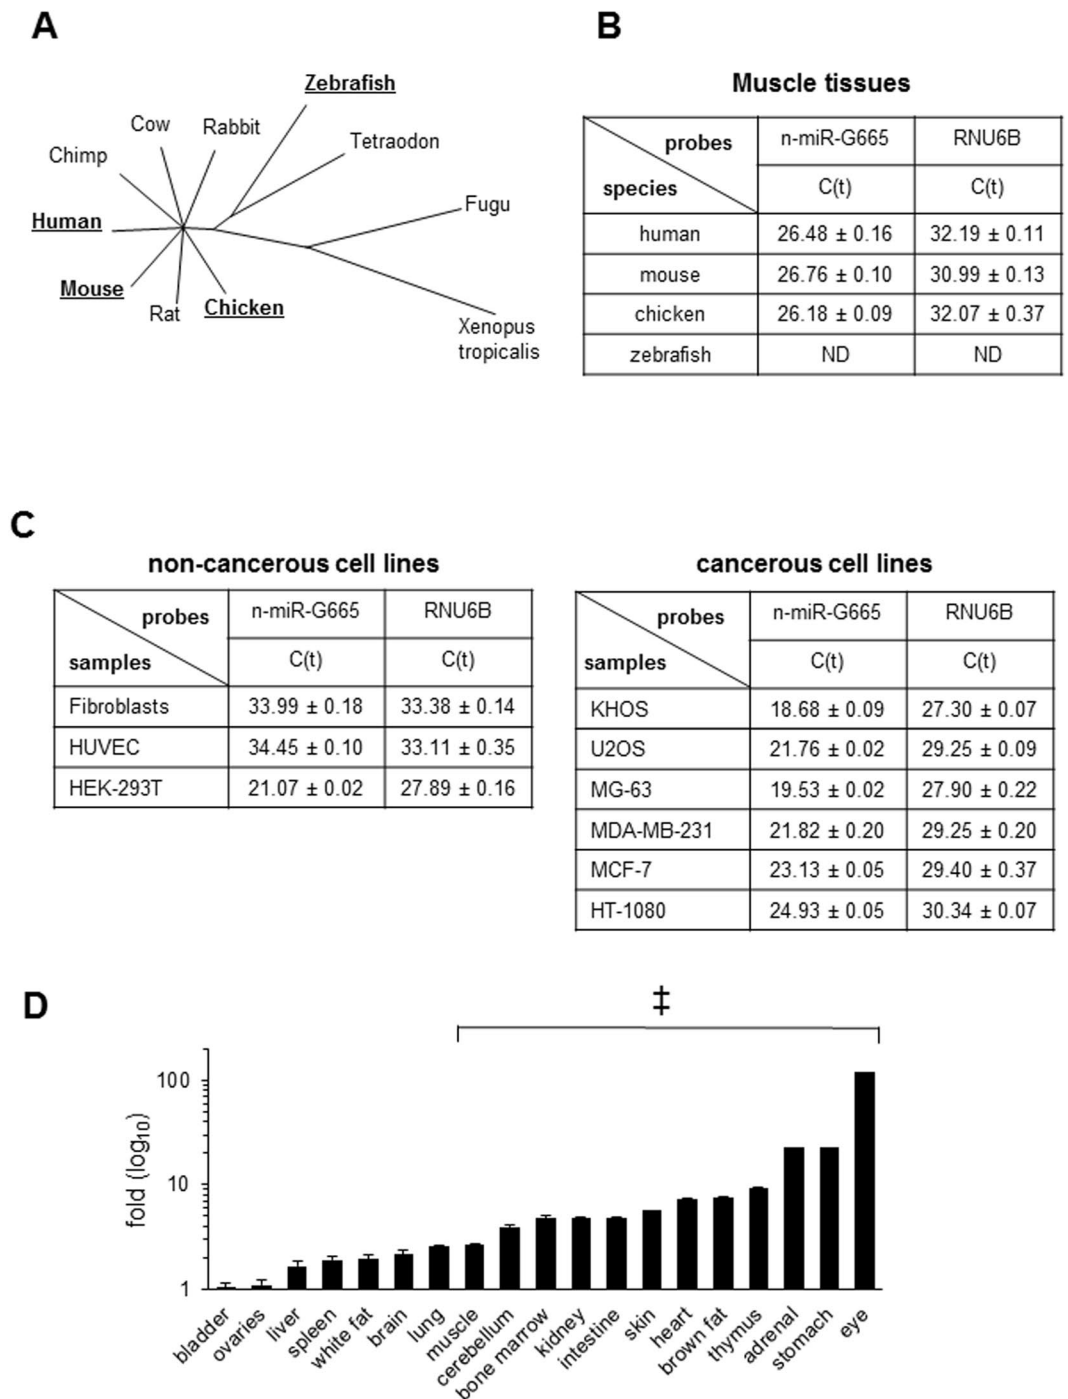 A
Zebrafish
Cow
Rabbit
Tetraodon
Chimp
Fugu
Human
Mouse
Rat
Chicken
Xenopus
tropicalis
B
Muscle tissues
probes
species
n-miR-G665
RNU6B
C(t)
C(t)
human 26.48 ± 0.16 32.19 ± 0.11
mouse 26.76 ± 0.10 30.99 ± 0.13
chicken 26.18 ± 0.09 32.07 ± 0.37
zebrafish ND ND
C
non-cancerous cell lines
probes
samples
n-miR-G665
RNU6B
C(t)
C(t)
Fibroblasts 33.99 ± 0.18 33.38 ± 0.14
HUVEC 34.45 ± 0.10 33.11 ± 0.35
HEK-293T 21.07 ± 0.02 27.89 ± 0.16
cancerous cell lines
probes
samples
n-miR-G665
RNU6B
C(t)
C(t)
KHOS 18.68 ± 0.09 27.30 ± 0.07
U2OS 21.76 ± 0.02 29.25 ± 0.09
MG-63 19.53 ± 0.02 27.90 ± 0.22
MDA-MB-231 21.82 ± 0.20 29.25 ± 0.20
MCF-7 23.13 ± 0.05 29.40 ± 0.37
HT-1080 24.93 ± 0.05 30.34 ± 0.07
D
‡
fold (log10)
100
10
1
bladder
ovaries
liver
spleen
white fat
brain
lung
muscle
cerebellum
bone marrow
kidney
intestine
skin
heart
brown fat
thymus
adrenal
stomach
eye